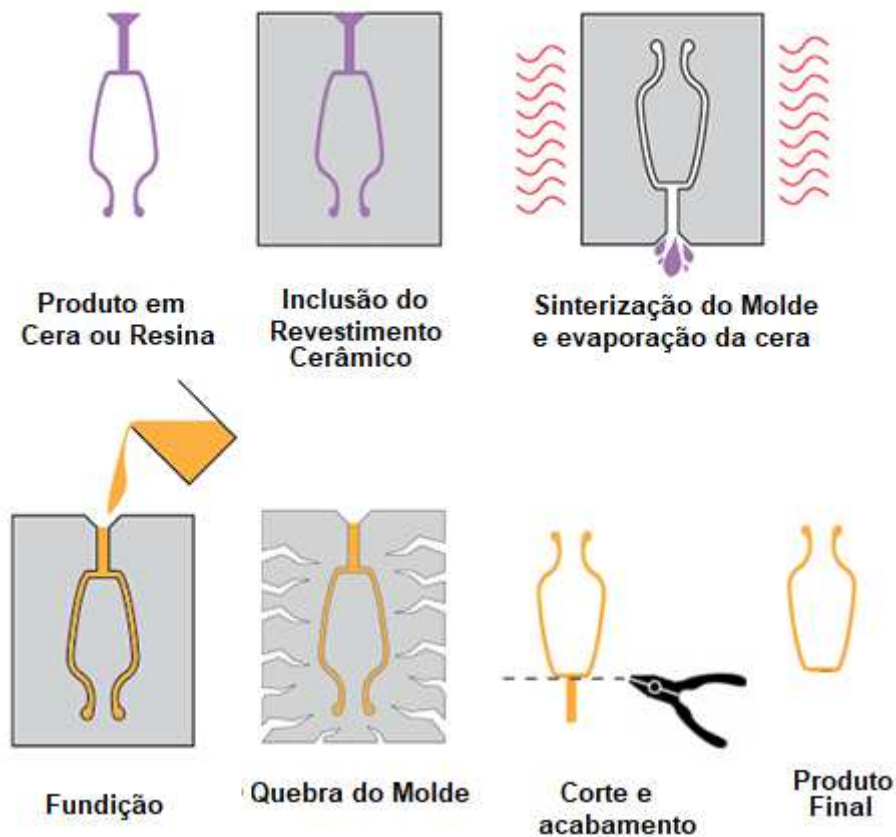 Produto em
Cera ou Resina
Inclusão do
Revestimento
Cerâmico
Sinterização do Molde
e evaporação da cera
Fundição
Quebra do Molde
Corte e
acabamento
Produto
Final